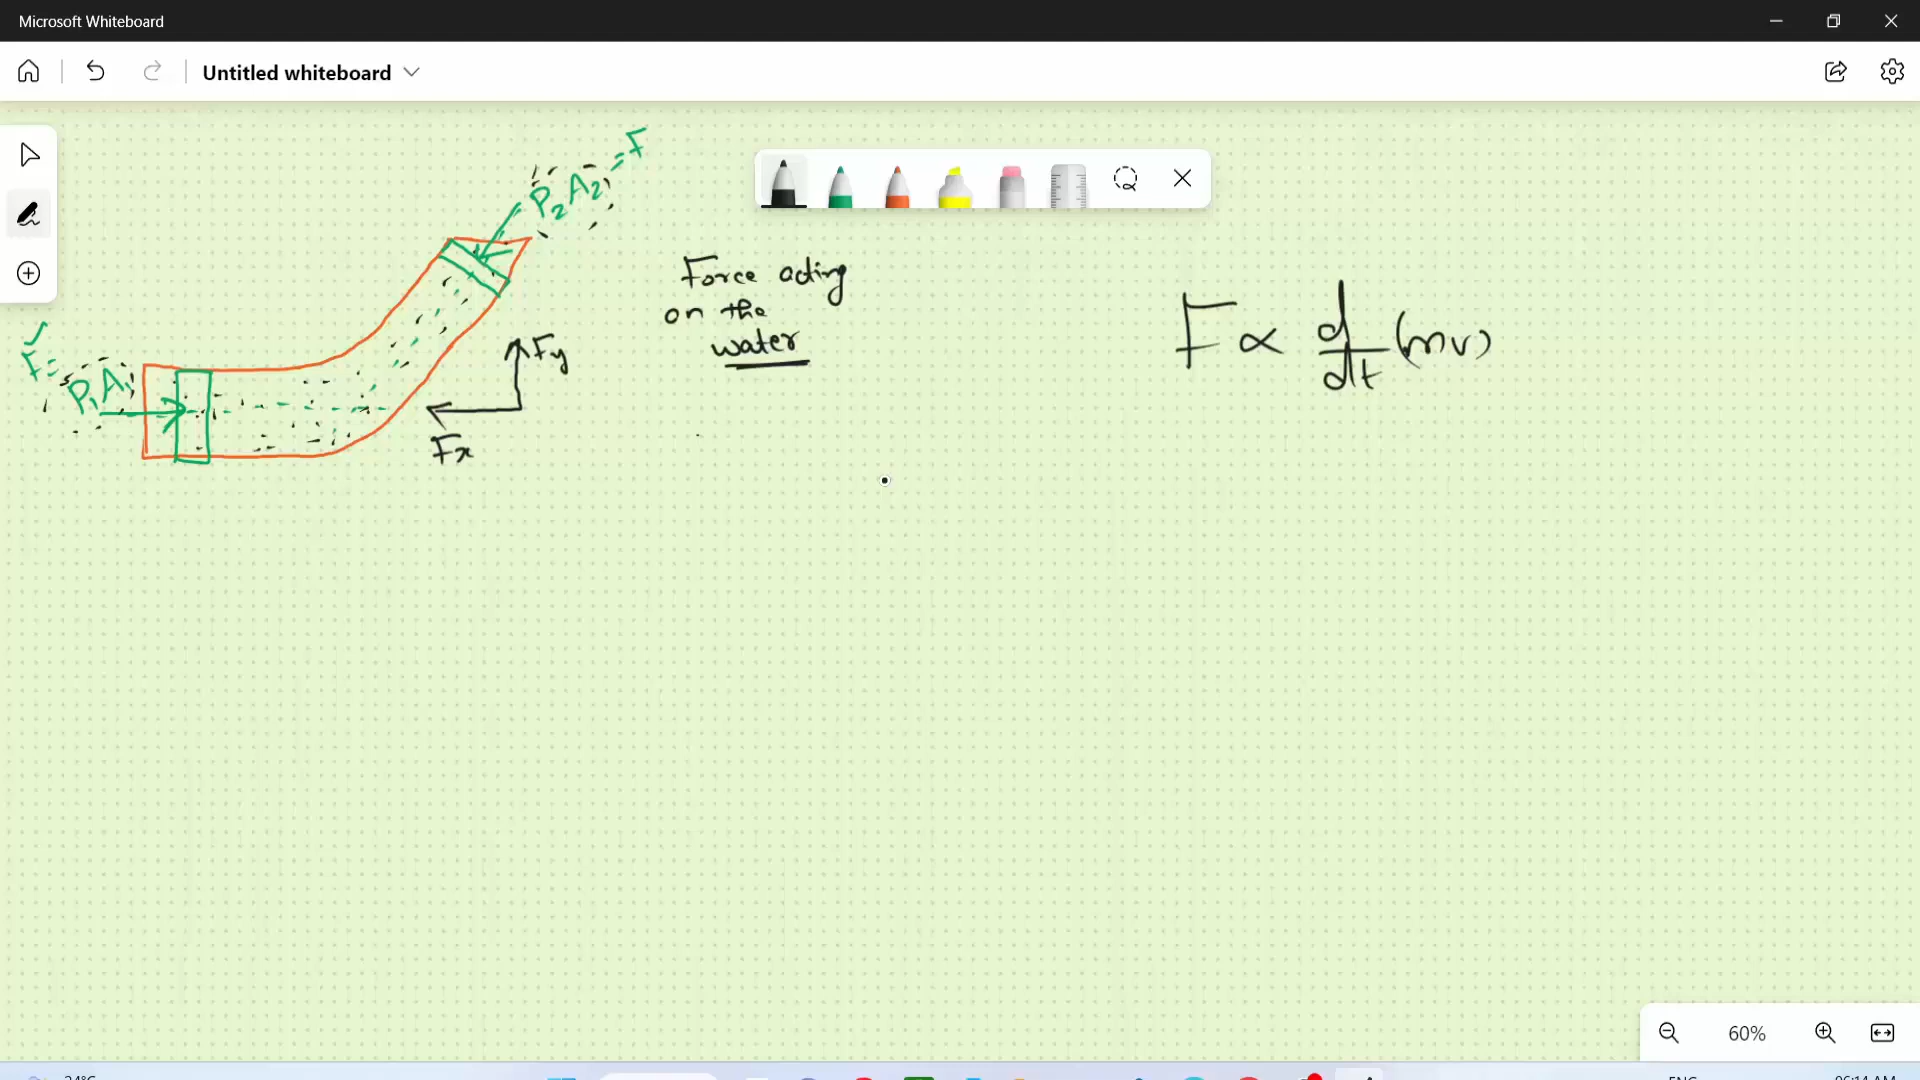 Microsoft Whiteboard
Untitled whiteboard
P₂A₂ = F
F =
P₁A₁
Fy
Fx
Force acting
on the
water
F ∝ d/dt (mv)
60%